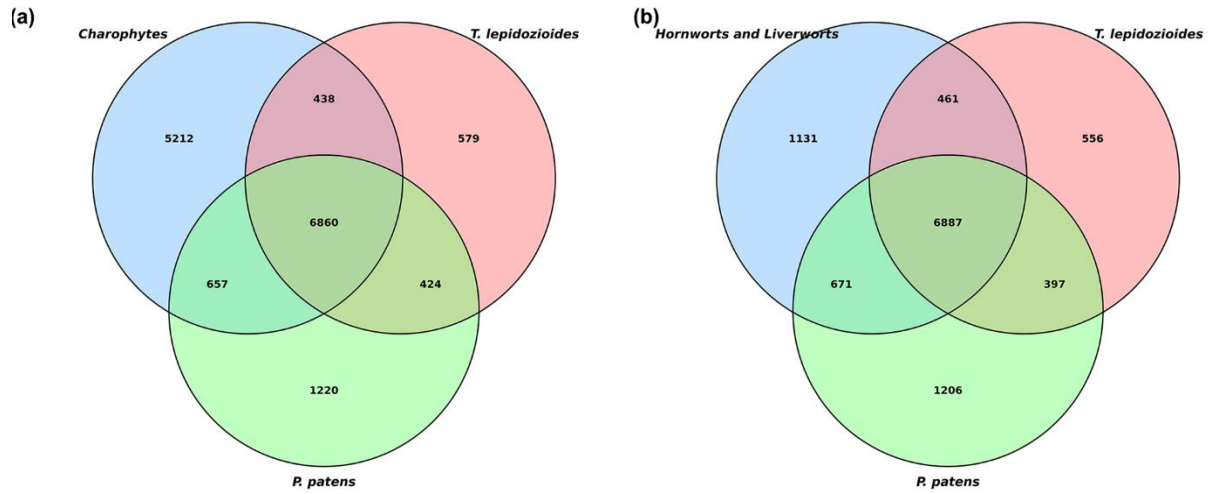 (a)
Charophytes
T. lepidozioides
438
5212
579
6860
657
424
1220
P. patens
(b)
Hornworts and Liverworts
T. lepidozioides
461
1131
556
6887
671
397
1206
P. patens